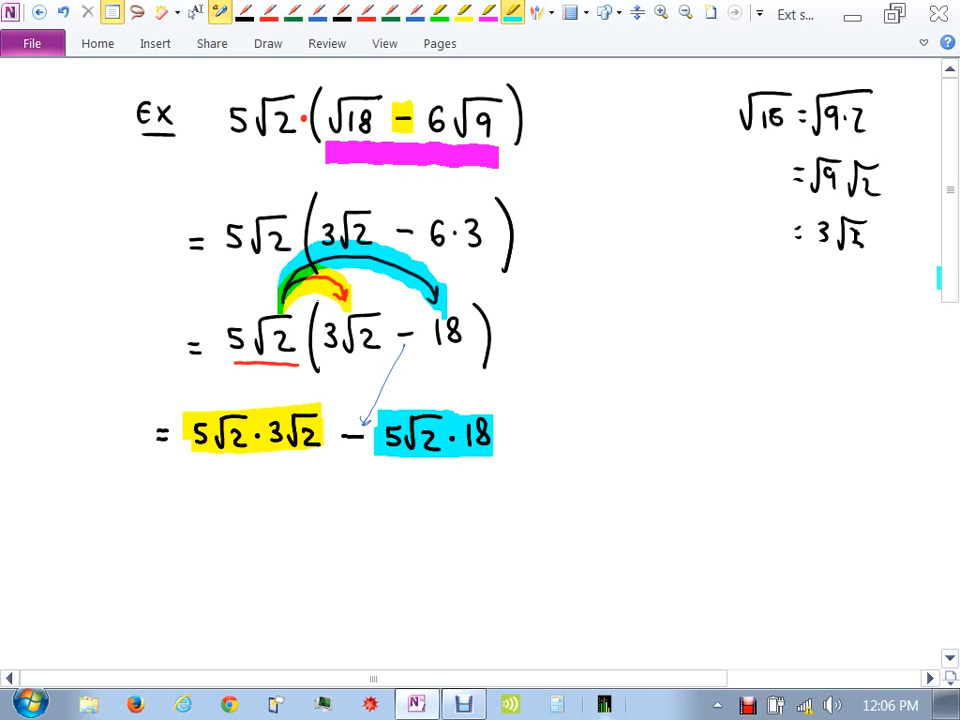 Ext s...
File Home Insert Share Draw Review View Pages
Ex 5√2 · (√18 − 6√9)
= 5√2 (3√2 − 6·3)
= 5√2 (3√2 − 18)
= 5√2 · 3√2 − 5√2 · 18
√18 = √9·2
= √9 √2
= 3√2
12:06 PM